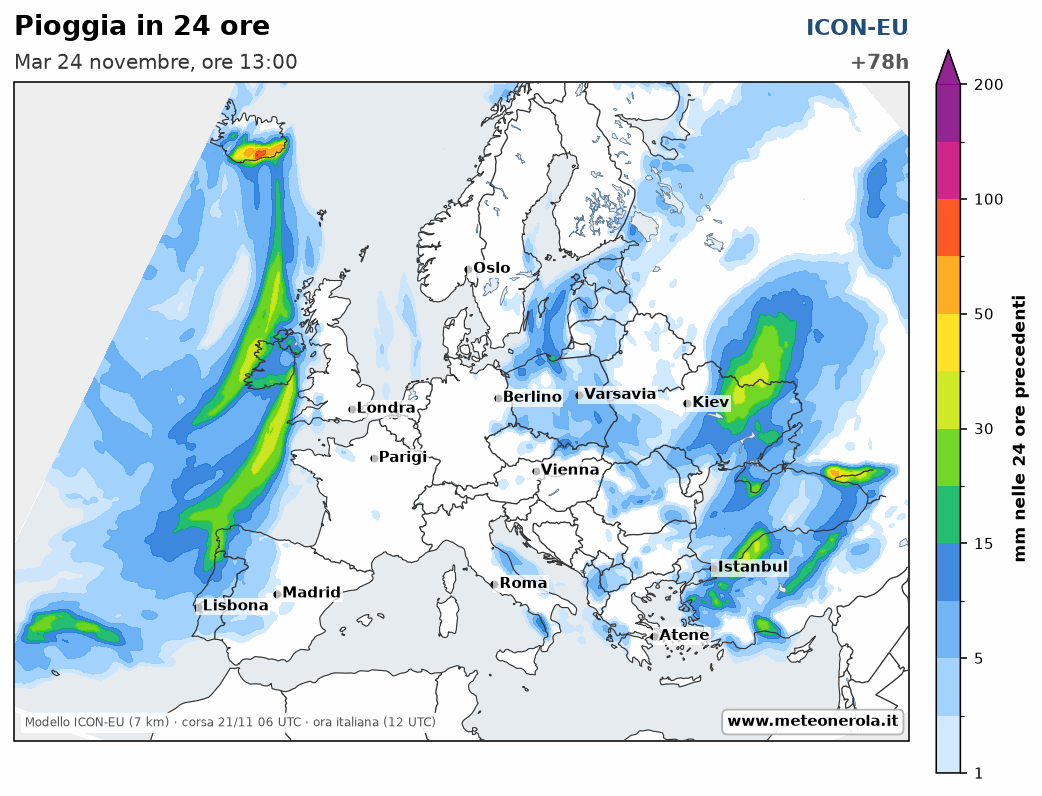 Pioggia in 24 ore
ICON-EU
Mar 24 novembre, ore 13:00
+78h
200
100
50
30
15
5
1
mm nelle 24 ore precedenti
Oslo
Berlino
Varsavia
Kiev
Londra
Parigi
Vienna
Istanbul
Roma
Madrid
Lisbona
Atene
Modello ICON-EU (7 km) · corsa 21/11 06 UTC · ora italiana (12 UTC)
www.meteonerola.it